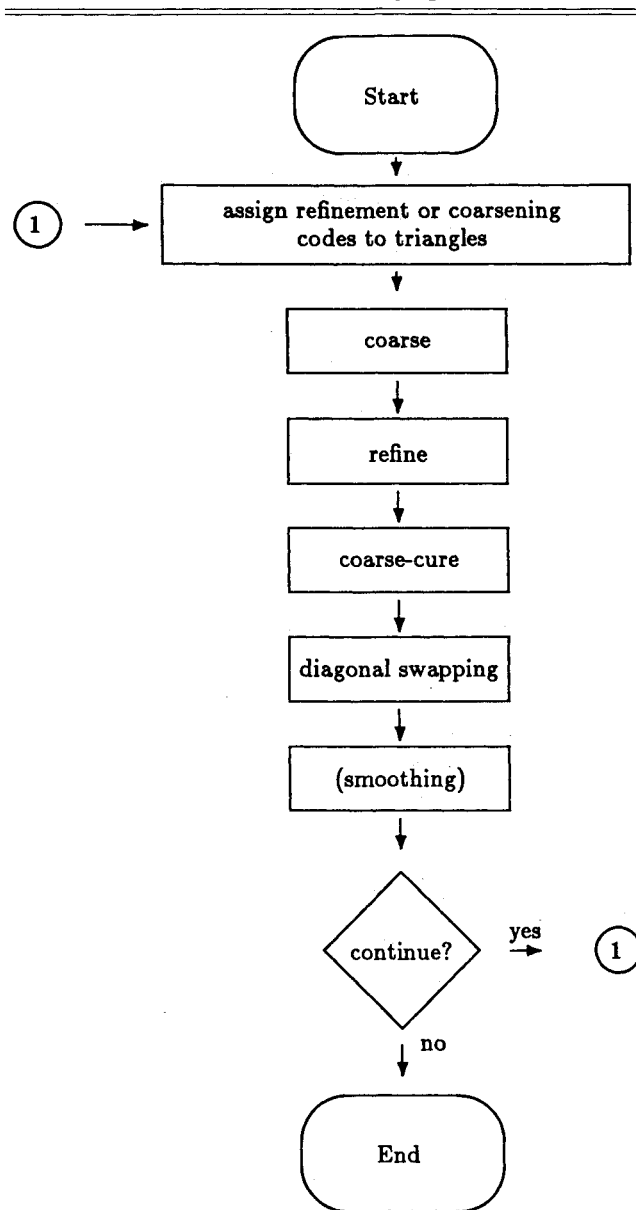 Start
1
assign refinement or coarsening
codes to triangles
coarse
refine
coarse-cure
diagonal swapping
(smoothing)
continue?
yes
1
no
End